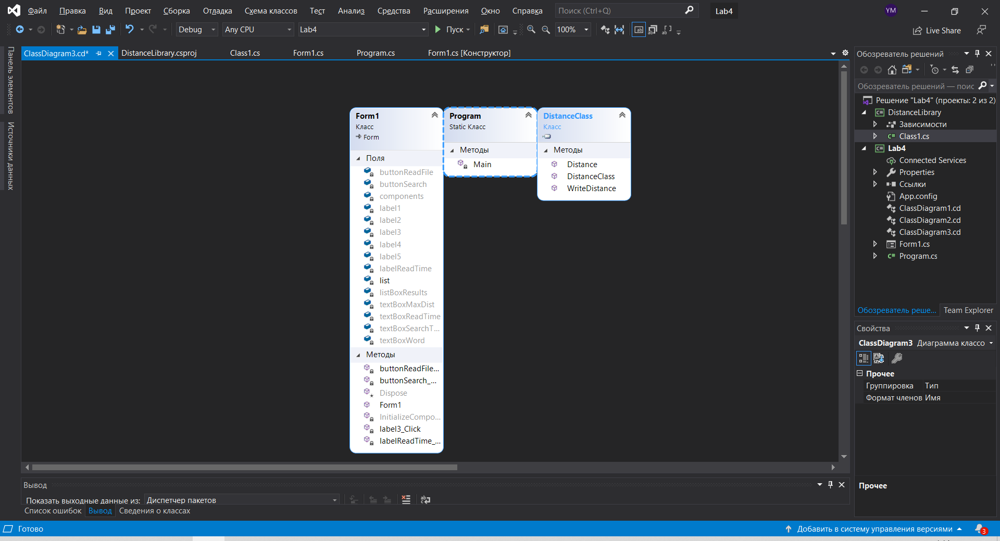 Файл Правка Вид Проект Сборка Отладка Схема классов Тест Анализ Средства Расширения Окно Справка Поиск (Ctrl+Q) Lab4 YM
Debug Any CPU Lab4 Пуск 100% Live Share
Панель элементов
Источники данных
ClassDiagram3.cd* DistanceLibrary.csproj Class1.cs Form1.cs Program.cs Form1.cs [Конструктор]
Form1
Класс
Form
Поля
buttonReadFile
buttonSearch
components
label1
label2
label3
label4
label5
labelReadTime
list
listBoxResults
textBoxMaxDist
textBoxReadTime
textBoxSearchT...
textBoxWord
Методы
buttonReadFile...
buttonSearch_...
Dispose
Form1
InitializeCompo...
label3_Click
labelReadTime_...
Program
Static Класс
Методы
Main
DistanceClass
Класс
Методы
Distance
DistanceClass
WriteDistance
Обозреватель решений
Обозреватель решений — поис
Решение "Lab4" (проекты: 2 из 2)
DistanceLibrary
Зависимости
Class1.cs
Lab4
Connected Services
Properties
Ссылки
App.config
ClassDiagram1.cd
ClassDiagram2.cd
ClassDiagram3.cd
Form1.cs
Program.cs
Обозреватель реше... Team Explorer
Свойства
ClassDiagram3 Диаграмма классо
Прочее
Группировка Тип
Формат членов Имя
Прочее
Вывод
Показать выходные данные из: Диспетчер пакетов
Список ошибок Вывод Сведения о классах
Готово Добавить в систему управления версиями 3